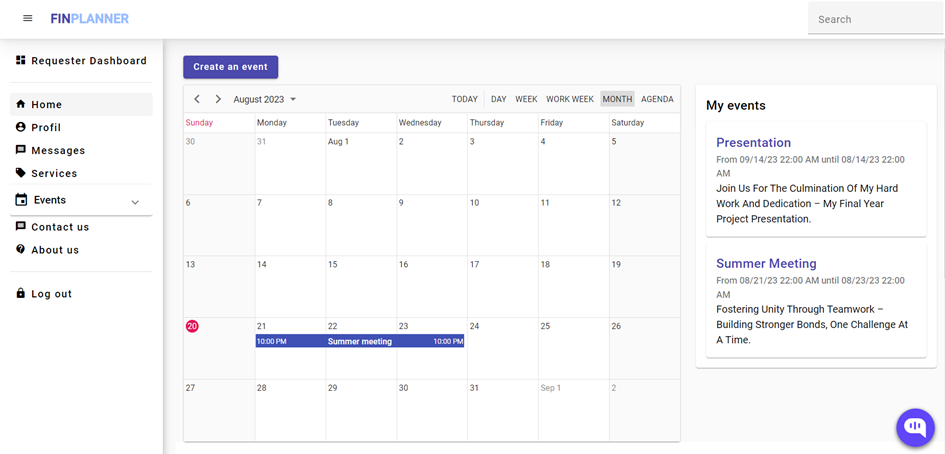 FINPLANNER
Search
Requester Dashboard
Home
Profil
Messages
Services
Events
Contact us
About us
Log out
Create an event
August 2023
TODAY DAY WEEK WORK WEEK MONTH AGENDA
Sunday Monday Tuesday Wednesday Thursday Friday Saturday
30 31 Aug 1 2 3 4 5
6 7 8 9 10 11 12
13 14 15 16 17 18 19
20 21 22 23 24 25 26
10:00 PM Summer meeting 10:00 PM
27 28 29 30 31 Sep 1 2
My events
Presentation
From 09/14/23 22:00 AM until 08/14/23 22:00
AM
Join Us For The Culmination Of My Hard
Work And Dedication – My Final Year
Project Presentation.
Summer Meeting
From 08/21/23 22:00 AM until 08/23/23 22:00
AM
Fostering Unity Through Teamwork –
Building Stronger Bonds, One Challenge At
A Time.